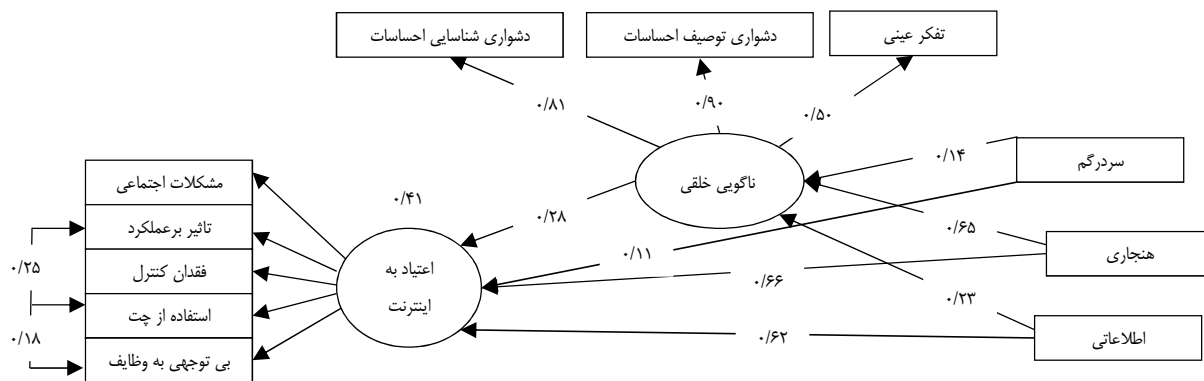 دشواری شناسایی احساسات
دشواری توصیف احساسات
تفکر عینی
۰/۸۱
۰/۹۰
۰/۵۰
ناگویی خلقی
سردرگم
۰/۱۴
هنجاری
۰/۶۵
اطلاعاتی
۰/۲۳
۰/۲۸
۰/۱۱
۰/۶۶
۰/۶۲
۰/۴۱
اعتیاد به
اینترنت
مشکلات اجتماعی
تاثیر برعملکرد
فقدان کنترل
استفاده از چت
بی توجهی به وظایف
۰/۲۵
۰/۱۸